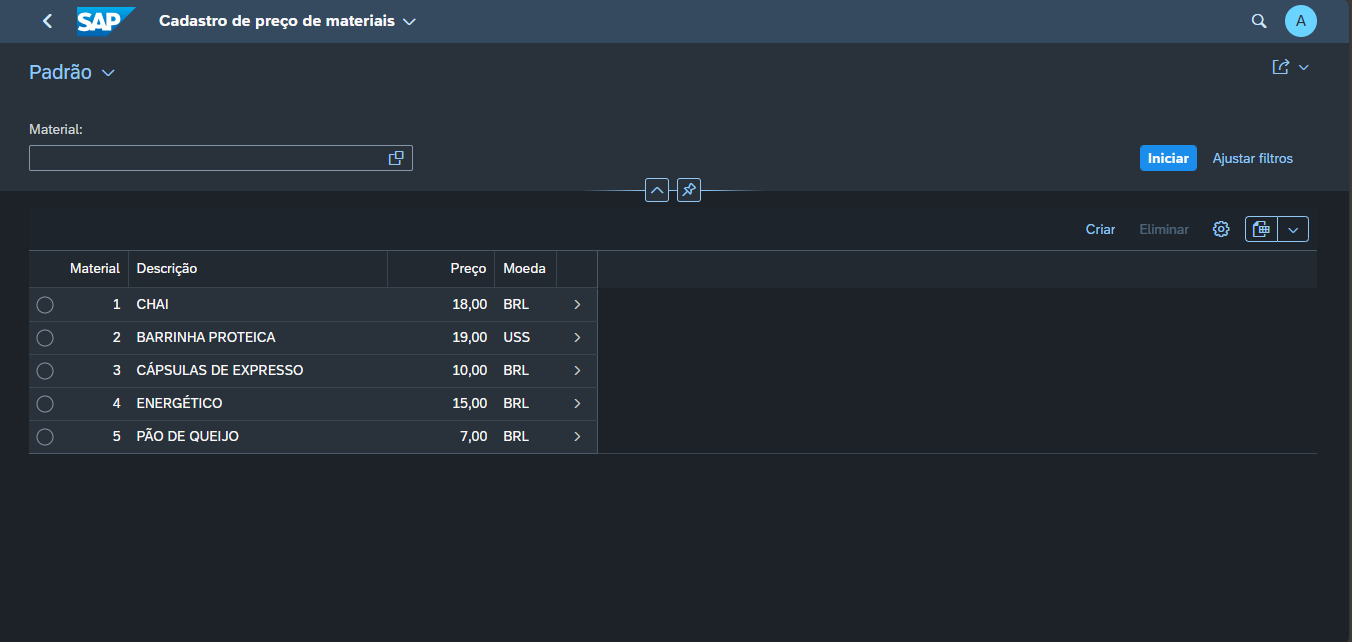 SAP Cadastro de preço de materiais A
Padrão
Material:
Iniciar Ajustar filtros
Criar Eliminar
Material Descrição Preço Moeda
1 CHAI 18,00 BRL
2 BARRINHA PROTEICA 19,00 USS
3 CÁPSULAS DE EXPRESSO 10,00 BRL
4 ENERGÉTICO 15,00 BRL
5 PÃO DE QUEIJO 7,00 BRL